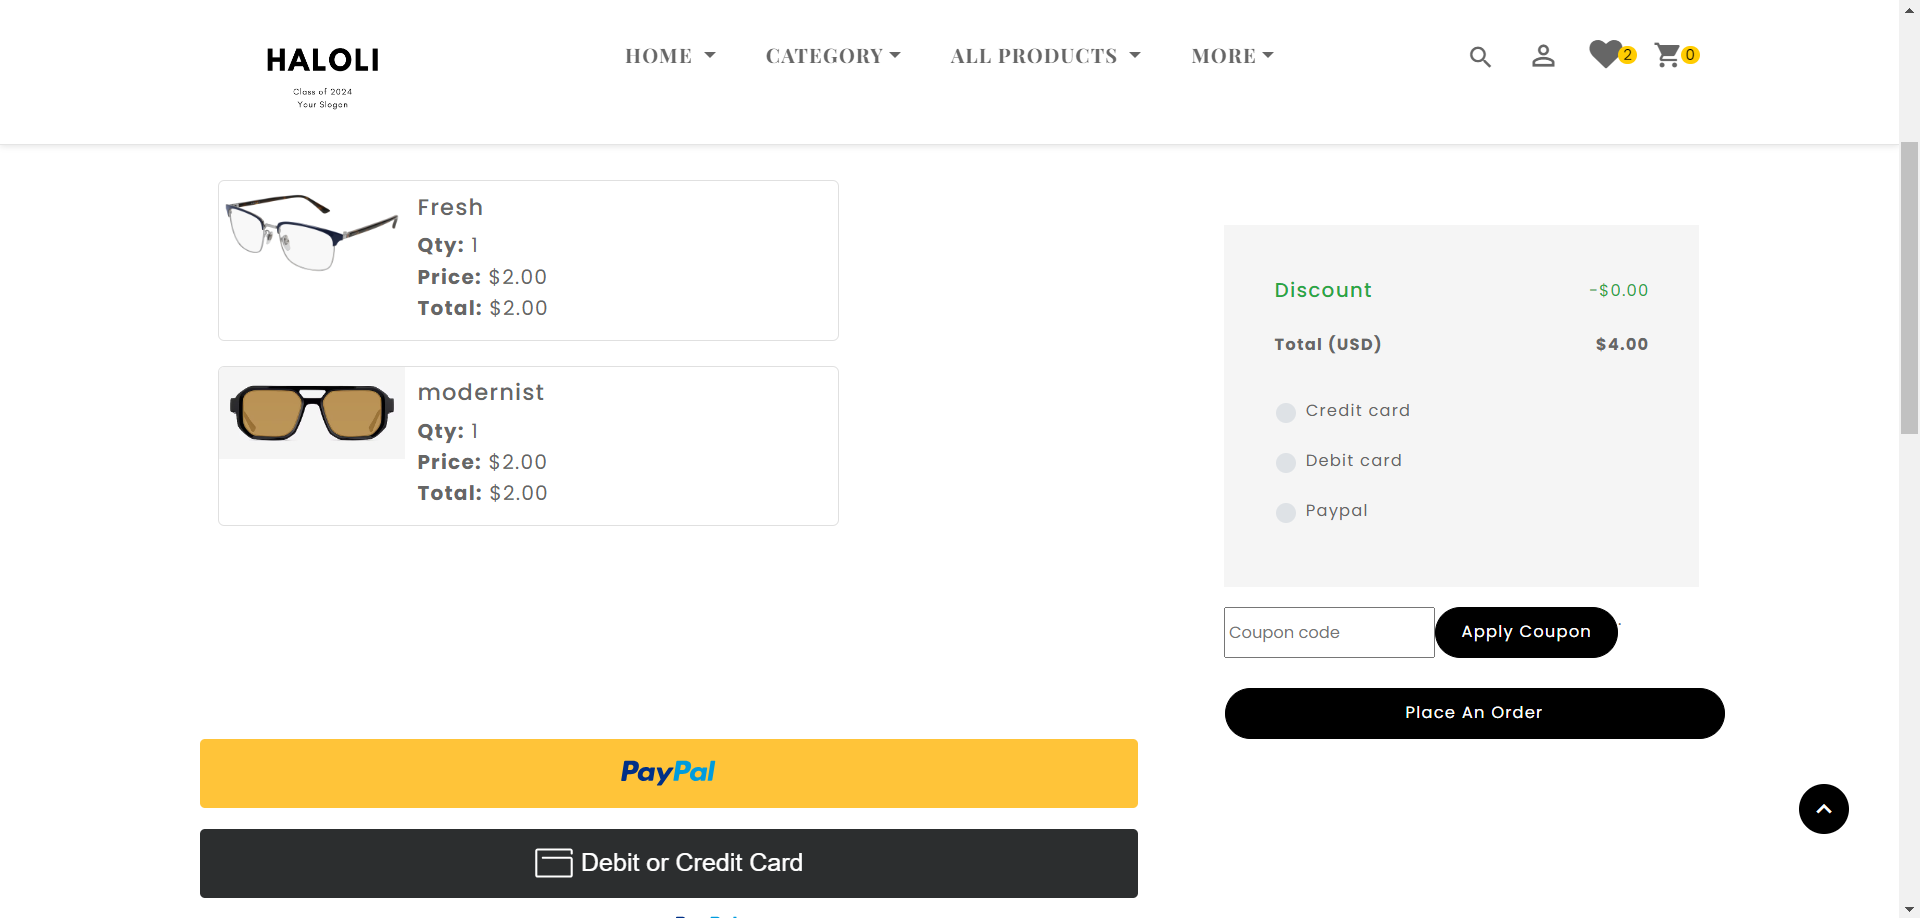 HALOLI
Class of 2024
Your Slogan
HOME
CATEGORY
ALL PRODUCTS
MORE
2
0
Fresh
Qty: 1
Price: $2.00
Total: $2.00
modernist
Qty: 1
Price: $2.00
Total: $2.00
Discount -$0.00
Total (USD) $4.00
Credit card
Debit card
Paypal
Coupon code
Apply Coupon
Place An Order
PayPal
Debit or Credit Card